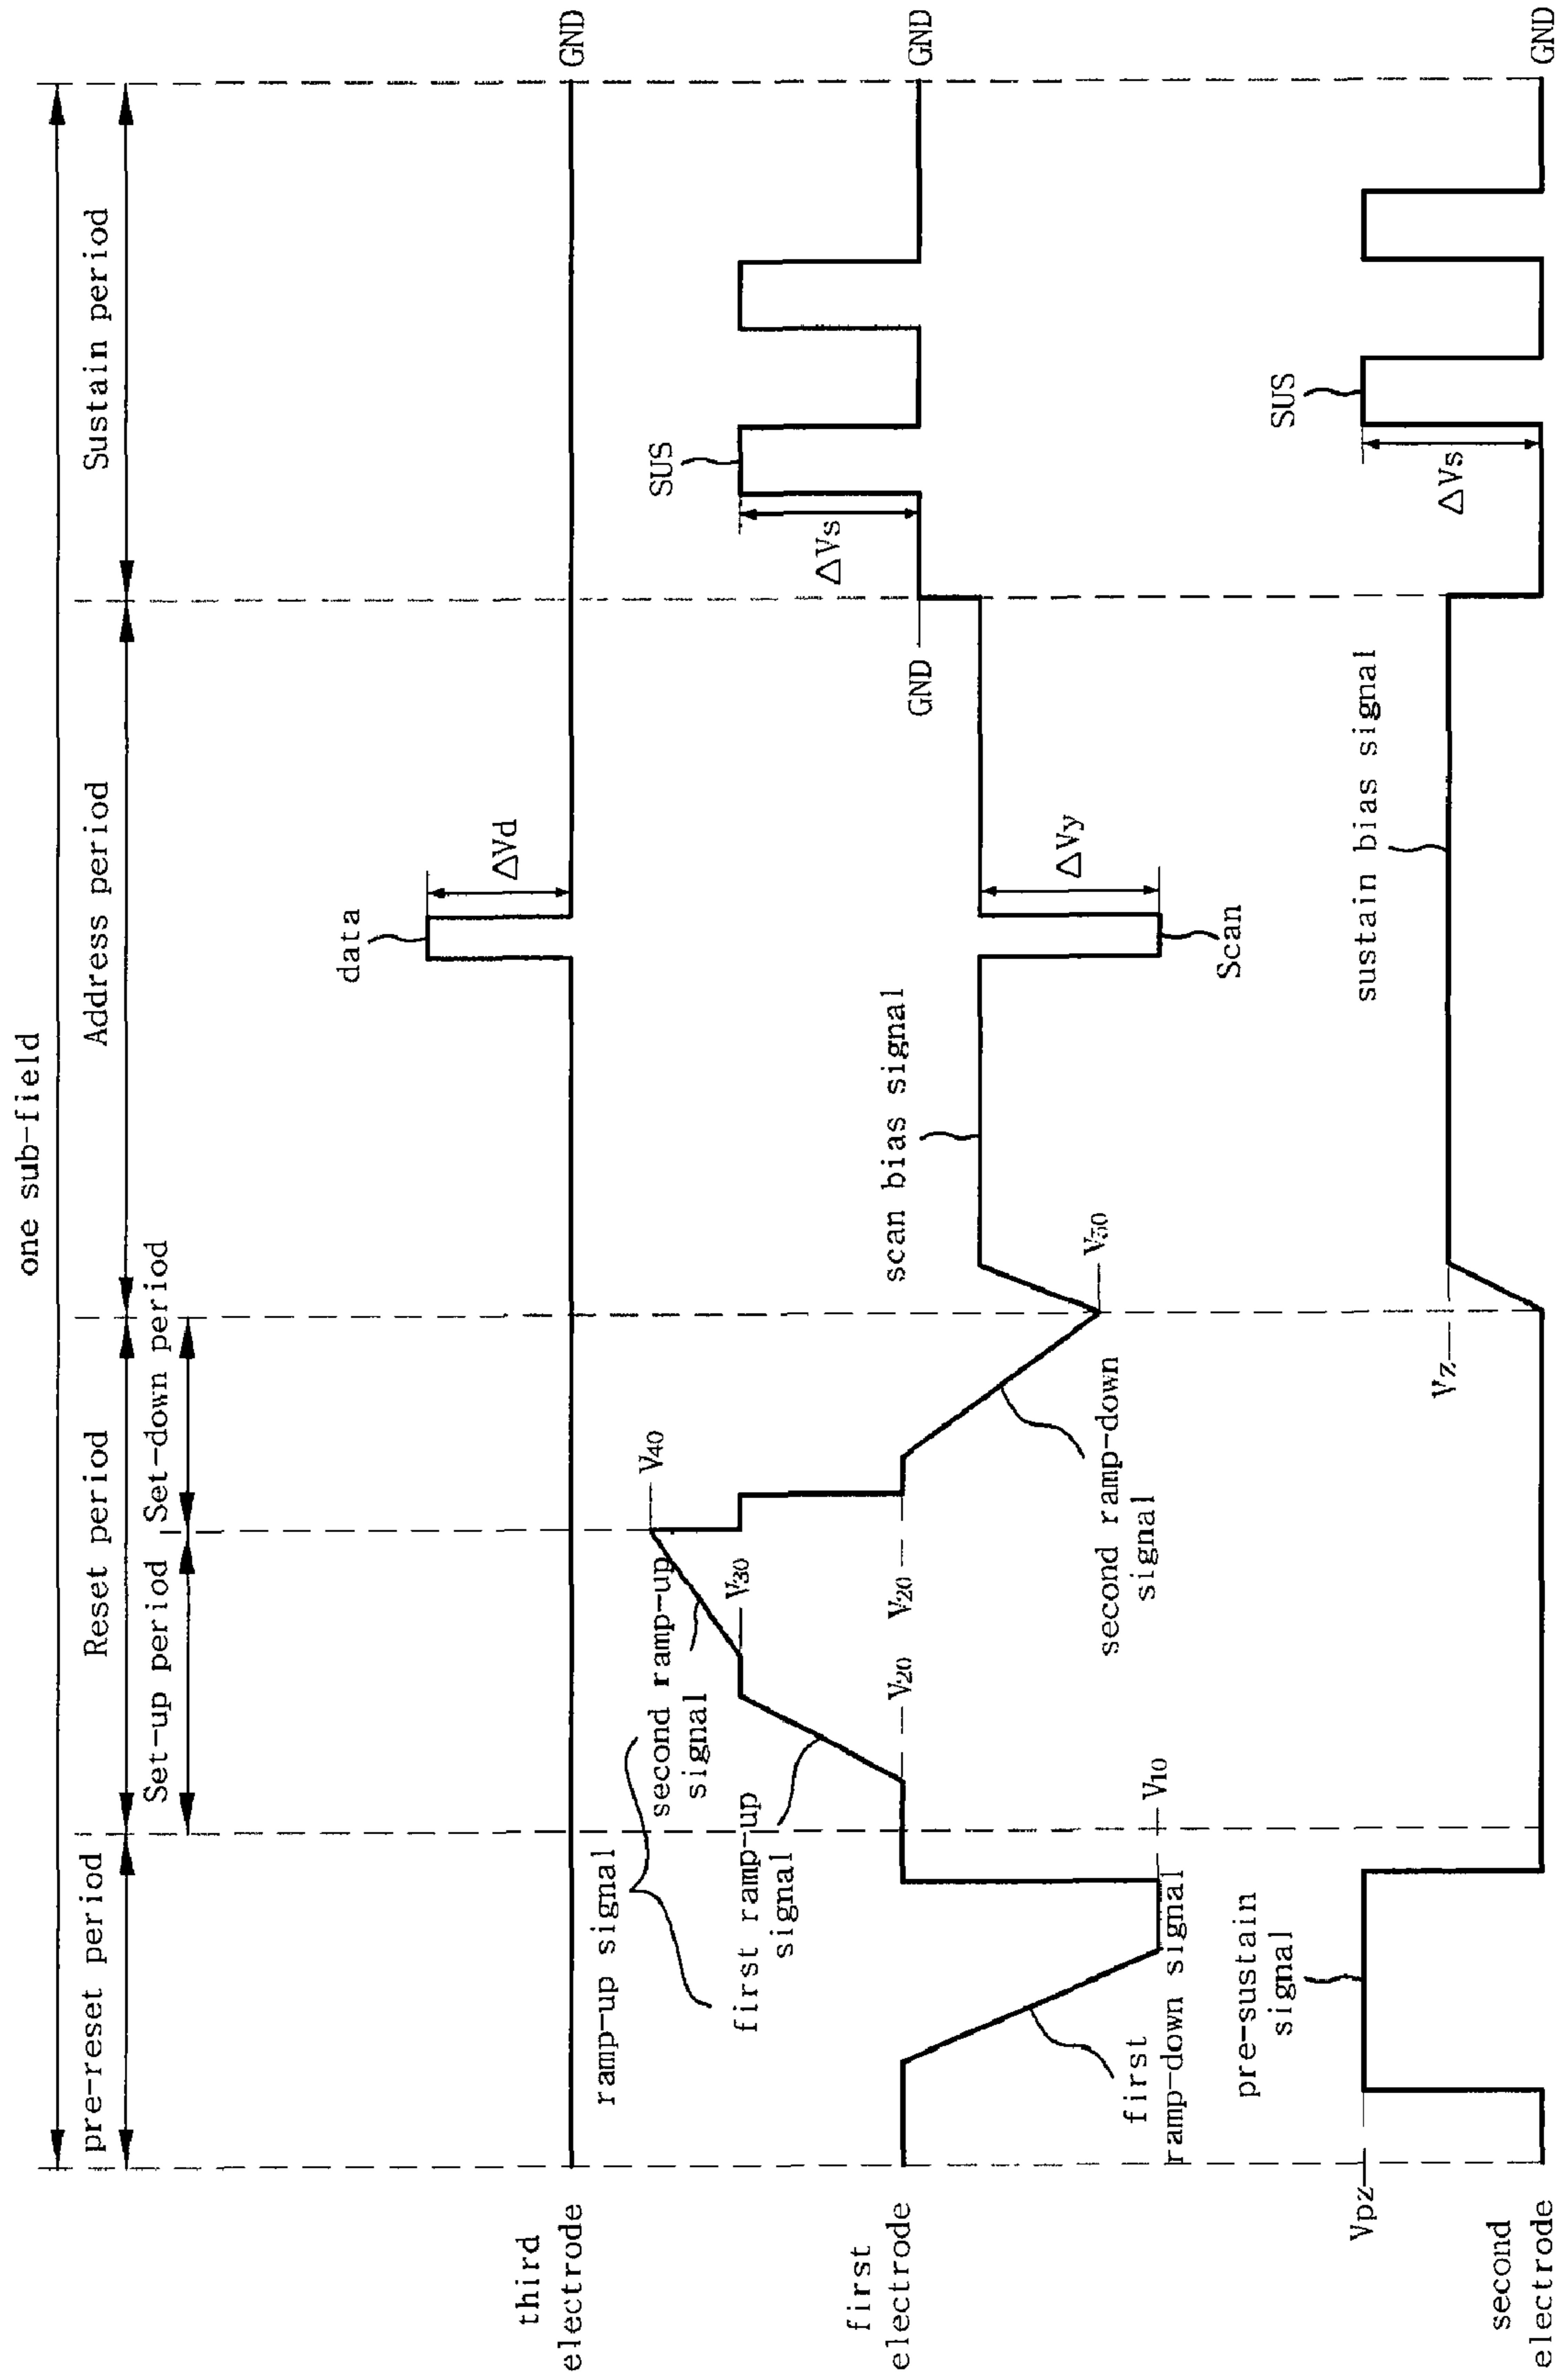 one sub-field
pre-reset period
Reset period
Address period
Sustain period
Set-up period
Set-down period
third
electrode
data
ΔVd
GND
ramp-up signal
second ramp-up
signal
first ramp-up
signal
V40
V30
V20
V20
first
electrode
first
ramp-down signal
V10
second ramp-down
signal
V50
scan bias signal
Scan
ΔVy
GND
SUS
ΔVs
GND
second
electrode
Vpz
pre-sustain
signal
Vz
sustain bias signal
SUS
ΔVs
GND